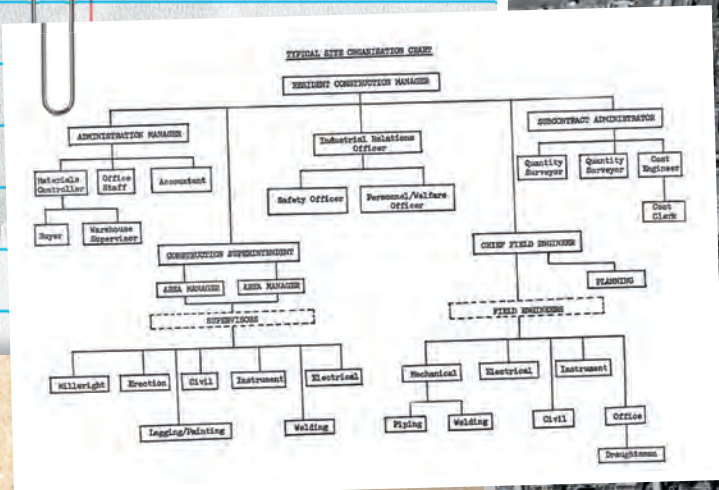 TYPICAL SITE ORGANISATION CHART
RESIDENT CONSTRUCTION MANAGER
ADMINISTRATION MANAGER
Industrial Relations
Officer
SUBCONTRACT ADMINISTRATOR
Materials
Controller
Office
Staff
Accountant
Safety Officer
Personnel/Welfare
Officer
Quantity
Surveyor
Quantity
Surveyor
Cost
Engineer
Cost
Clerk
Buyer
Warehouse
Supervisor
CONSTRUCTION SUPERINTENDENT
CHIEF FIELD ENGINEER
AREA MANAGER
AREA MANAGER
PLANNING
SUPERVISORS
FIELD ENGINEERS
Millwright
Erection
Civil
Instrument
Electrical
Lagging/Painting
Welding
Mechanical
Electrical
Instrument
Piping
Welding
Civil
Office
Draughtsman